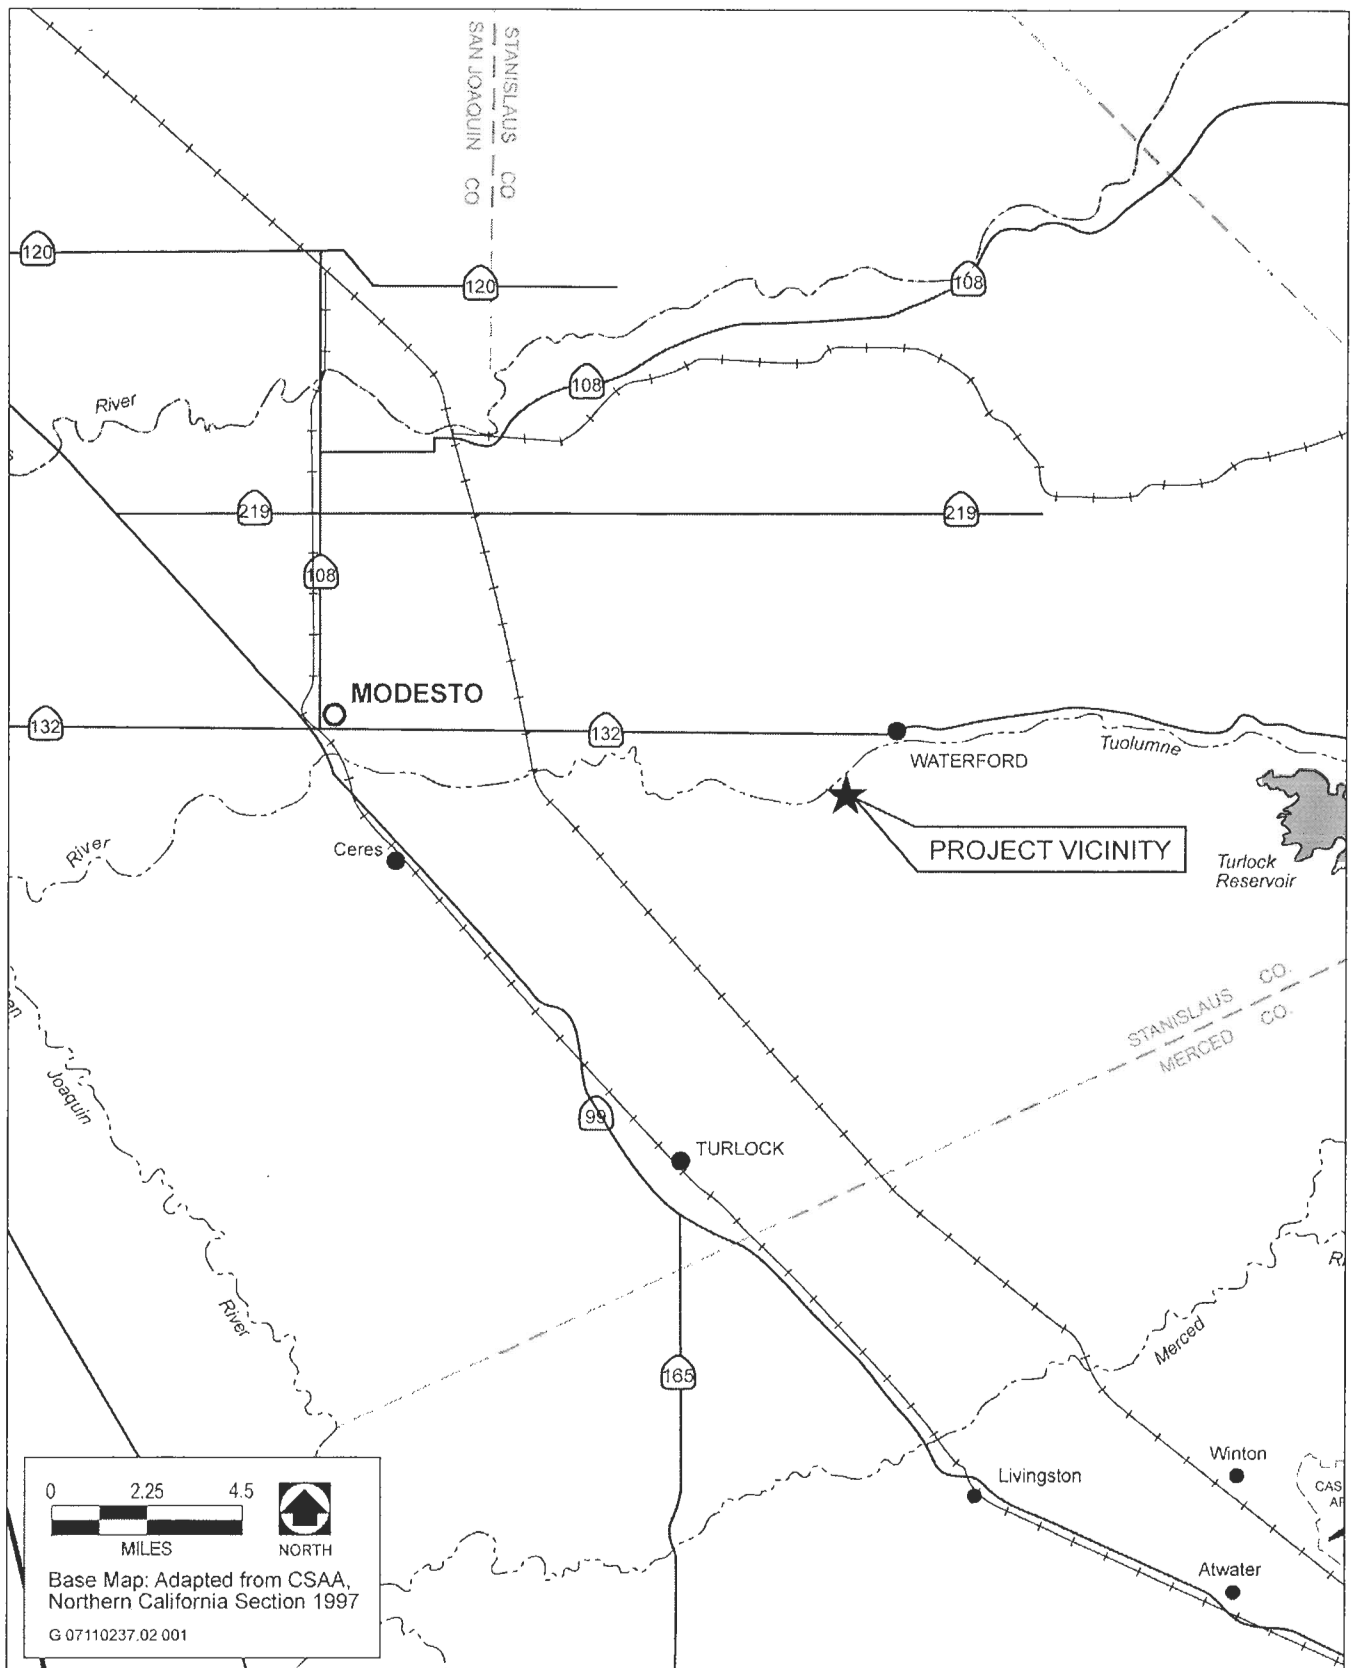 STANISLAUS CO
SAN JOAQUIN CO
120
120
108
108
River
219
219
108
MODESTO
132
132
WATERFORD
Tuolumne
PROJECT VICINITY
Turlock
Reservoir
River
Ceres
STANISLAUS CO.
MERCED CO.
Joaquin
99
TURLOCK
River
Merced
165
Winton
Livingston
CAS
Atwater
0 2.25 4.5
MILES
NORTH
Base Map: Adapted from CSAA,
Northern California Section 1997
G 07110237.02 001